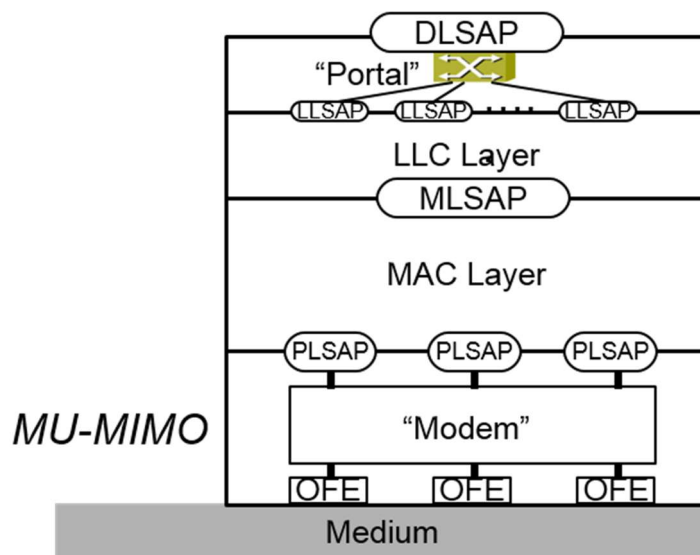 DLSAP
“Portal”
LLSAP LLSAP .... LLSAP
LLC Layer
MLSAP
MAC Layer
PLSAP PLSAP PLSAP
MU-MIMO
“Modem”
OFE OFE OFE
Medium